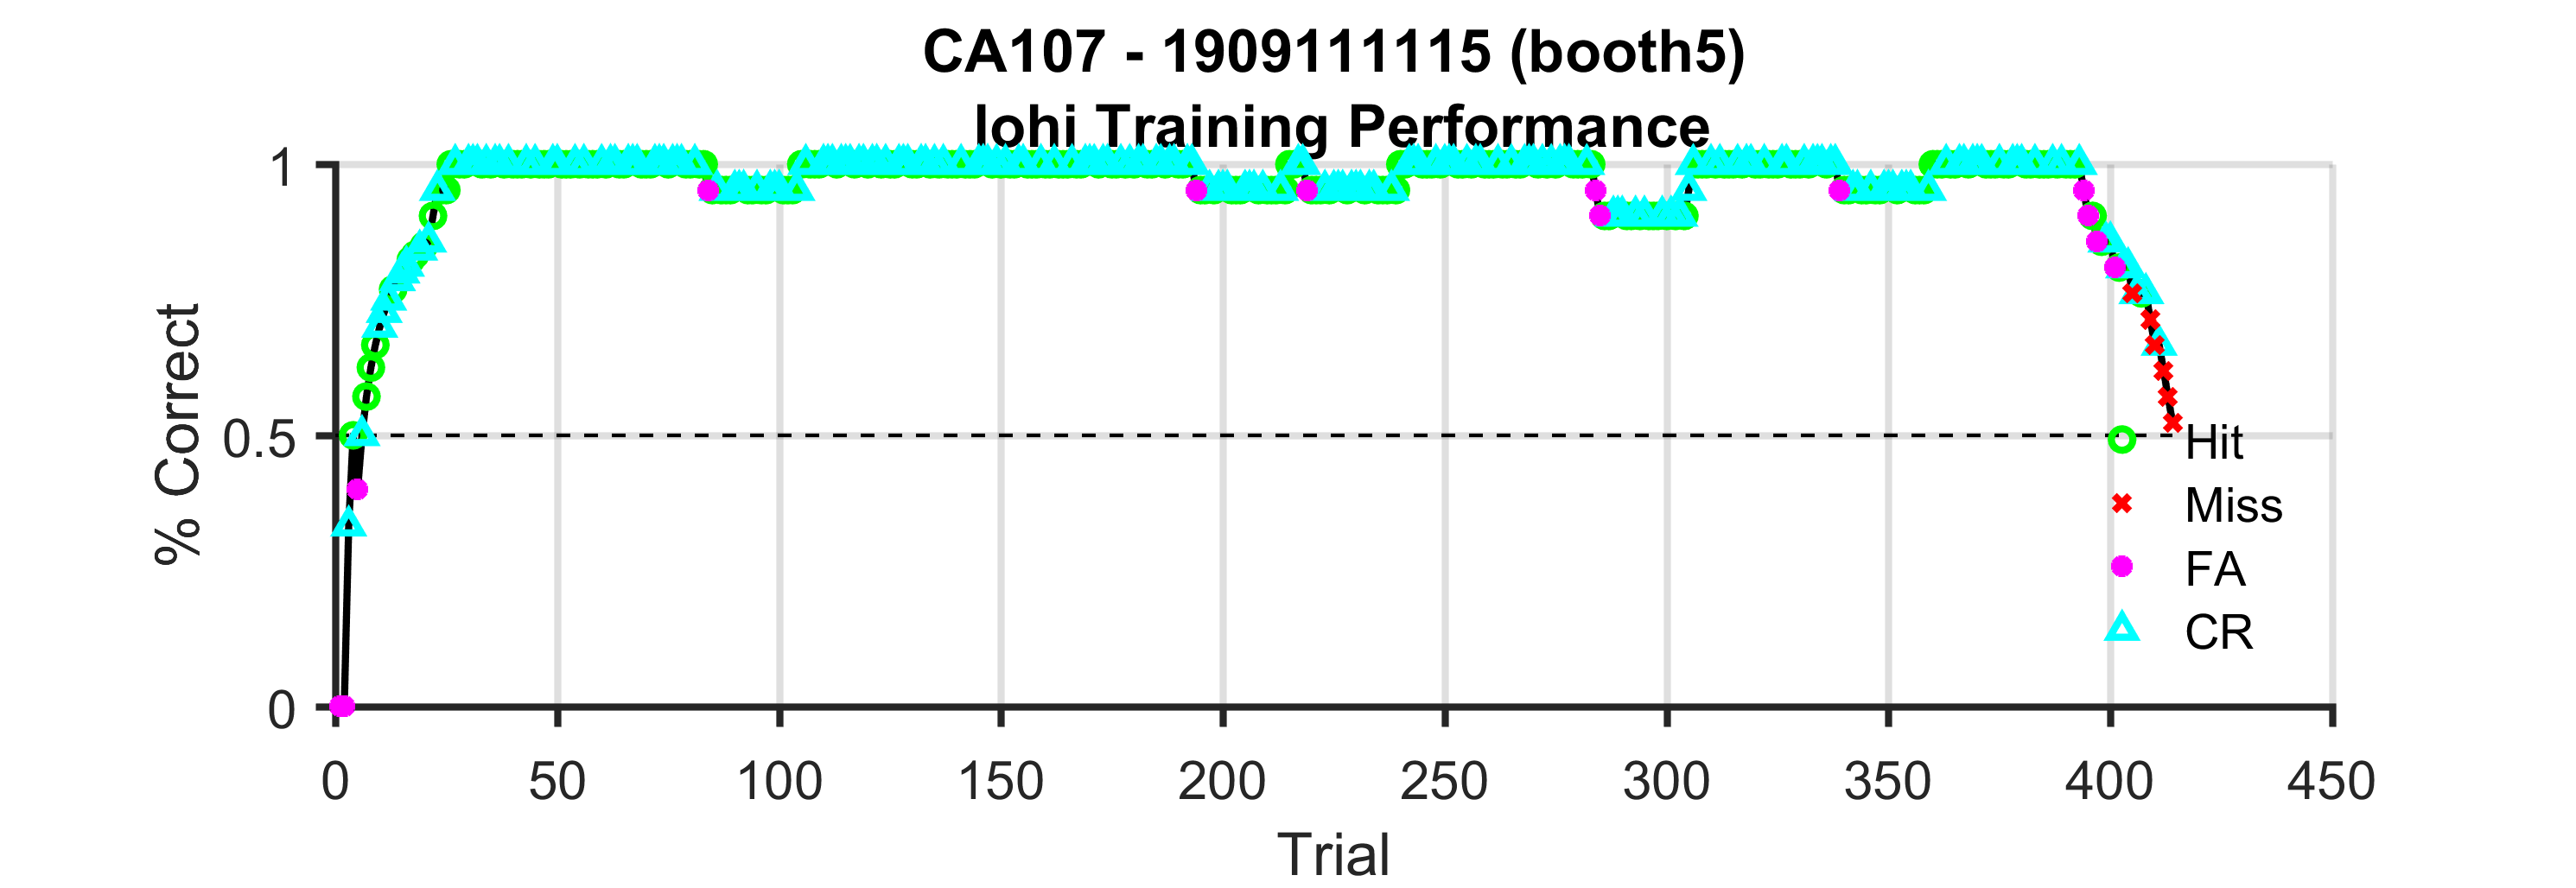 CA107 - 1909111115 (booth5)
lohi Training Performance
% Correct
1
0.5
0
Hit
Miss
FA
CR
0 50 100 150 200 250 300 350 400 450
Trial